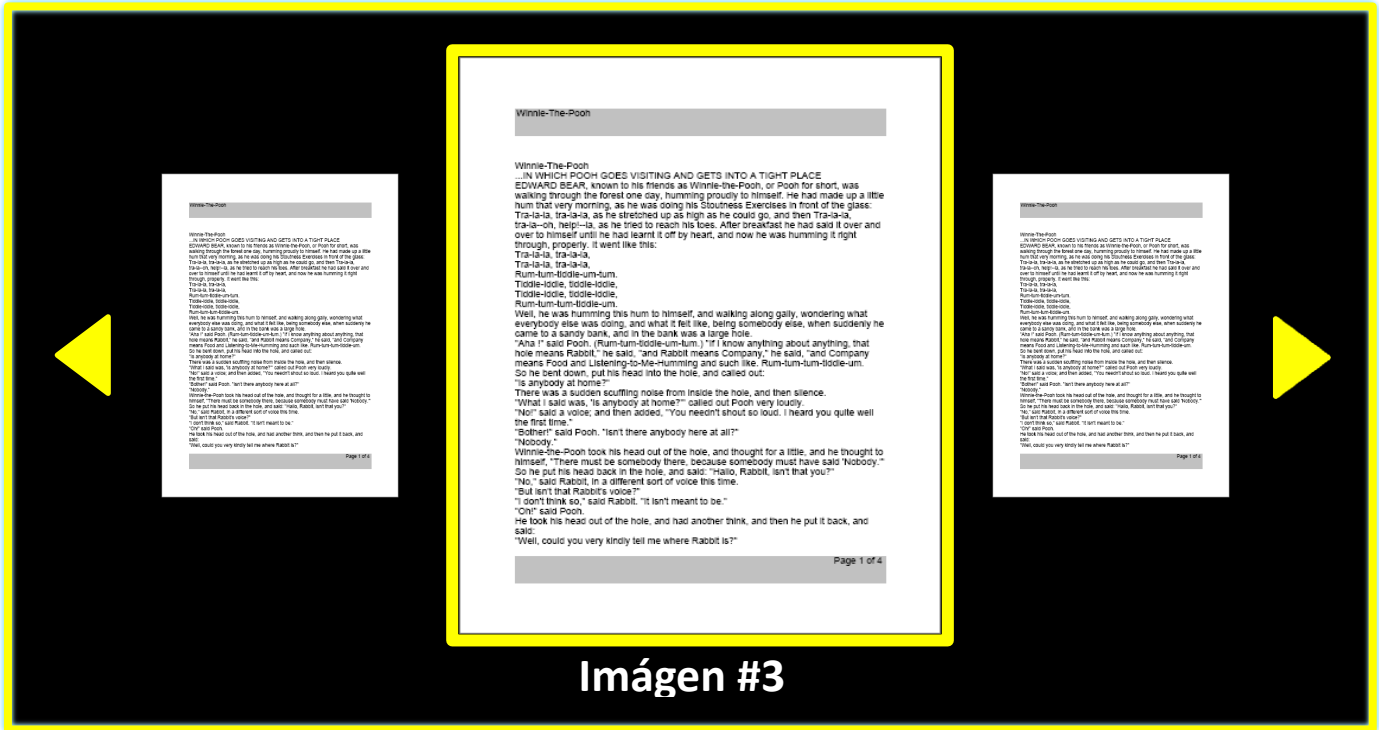 Winnie-The-Pooh
Winnie-The-Pooh
...IN WHICH POOH GOES VISITING AND GETS INTO A TIGHT PLACE
EDWARD BEAR, known to his friends as Winnie-the-Pooh, or Pooh for short, was
walking through the forest one day, humming proudly to himself. He had made up a little
hum that very morning, as he was doing his Stoutness Exercises in front of the glass:
Tra-la-la, tra-la-la, as he stretched up as high as he could go, and then Tra-la-la,
tra-la--oh, help!--la, as he tried to reach his toes. After breakfast he had said it over and
over to himself until he had learnt it off by heart, and now he was humming it right
through, properly. It went like this:
Tra-la-la, tra-la-la,
Tra-la-la, tra-la-la,
Rum-tum-tiddle-um-tum.
Tiddle-iddle, tiddle-iddle,
Tiddle-iddle, tiddle-iddle,
Rum-tum-tum-tiddle-um.
Well, he was humming this hum to himself, and walking along gaily, wondering what
everybody else was doing, and what it felt like, being somebody else, when suddenly he
came to a sandy bank, and in the bank was a large hole.
"Aha !" said Pooh. (Rum-tum-tiddle-um-tum.) "If I know anything about anything, that
hole means Rabbit," he said, "and Rabbit means Company," he said, "and Company
means Food and Listening-to-Me-Humming and such like. Rum-tum-tum-tiddle-um.
So he bent down, put his head into the hole, and called out:
"Is anybody at home?"
There was a sudden scuffling noise from inside the hole, and then silence.
"What I said was, 'Is anybody at home?'" called out Pooh very loudly.
"No!" said a voice; and then added, "You needn't shout so loud. I heard you quite well
the first time."
"Bother!" said Pooh. "Isn't there anybody here at all?"
"Nobody."
Winnie-the-Pooh took his head out of the hole, and thought for a little, and he thought to
himself, "There must be somebody there, because somebody must have said 'Nobody.'"
So he put his head back in the hole, and said: "Hallo, Rabbit, isn't that you?"
"No," said Rabbit, in a different sort of voice this time.
"But isn't that Rabbit's voice?"
"I don't think so," said Rabbit. "It isn't meant to be."
"Oh!" said Pooh.
He took his head out of the hole, and had another think, and then he put it back, and
said:
"Well, could you very kindly tell me where Rabbit is?"
Page 1 of 4
Imágen #3